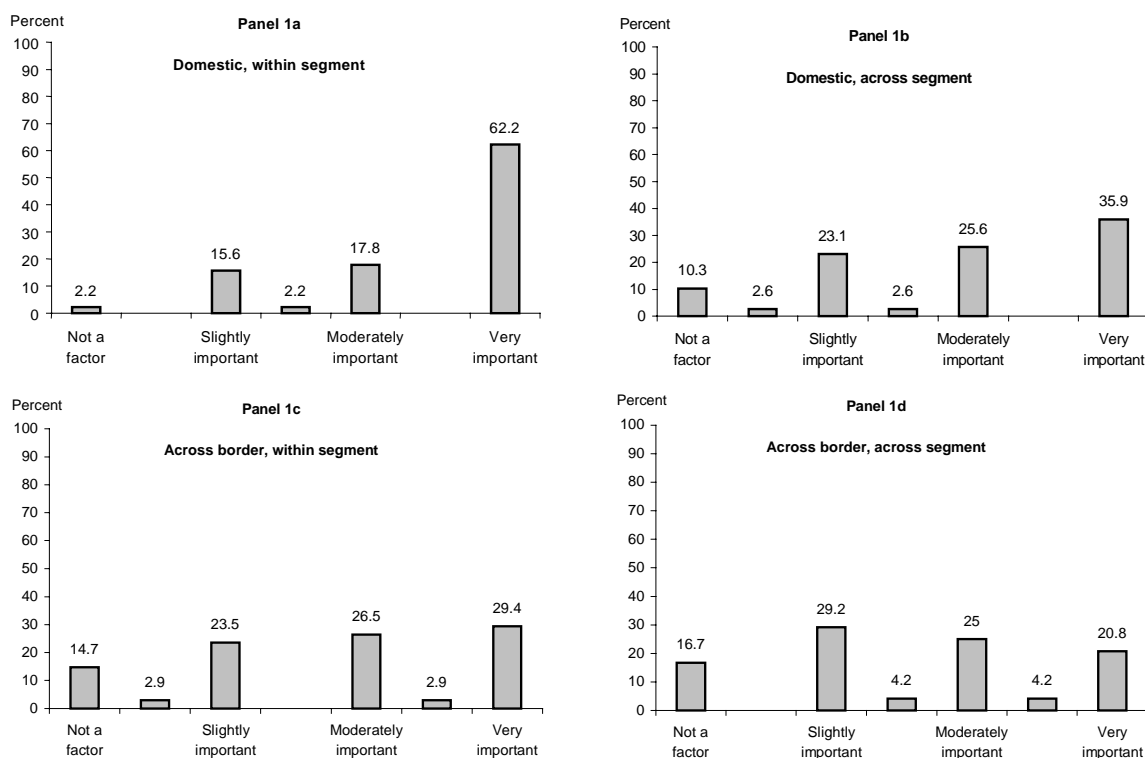 Percent
Panel 1a
Domestic, within segment
100
90
80
70
60
50
40
30
20
10
0
2.2
15.6
2.2
17.8
62.2
Not a
factor
Slightly
important
Moderately
important
Very
important
Percent
Panel 1b
Domestic, across segment
100
90
80
70
60
50
40
30
20
10
0
10.3
2.6
23.1
2.6
25.6
35.9
Not a
factor
Slightly
important
Moderately
important
Very
important
Percent
Panel 1c
Across border, within segment
100
90
80
70
60
50
40
30
20
10
0
14.7
2.9
23.5
26.5
2.9
29.4
Not a
factor
Slightly
important
Moderately
important
Very
important
Percent
Panel 1d
Across border, across segment
100
90
80
70
60
50
40
30
20
10
0
16.7
29.2
4.2
25
4.2
20.8
Not a
factor
Slightly
important
Moderately
important
Very
important